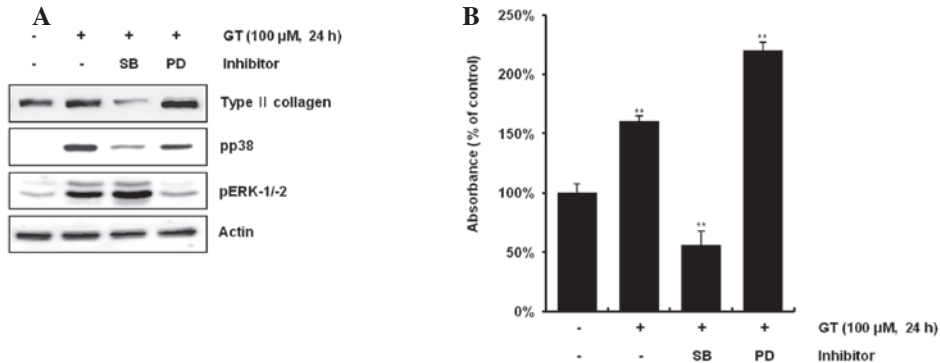 A
- + + + GT (100 μM, 24 h)
- - SB PD Inhibitor
Type II collagen
pp38
pERK-1/-2
Actin
B
Absorbance (% of control)
250%
200%
150%
100%
50%
0%
**
**
**
- + + + GT (100 μM, 24 h)
- - SB PD Inhibitor